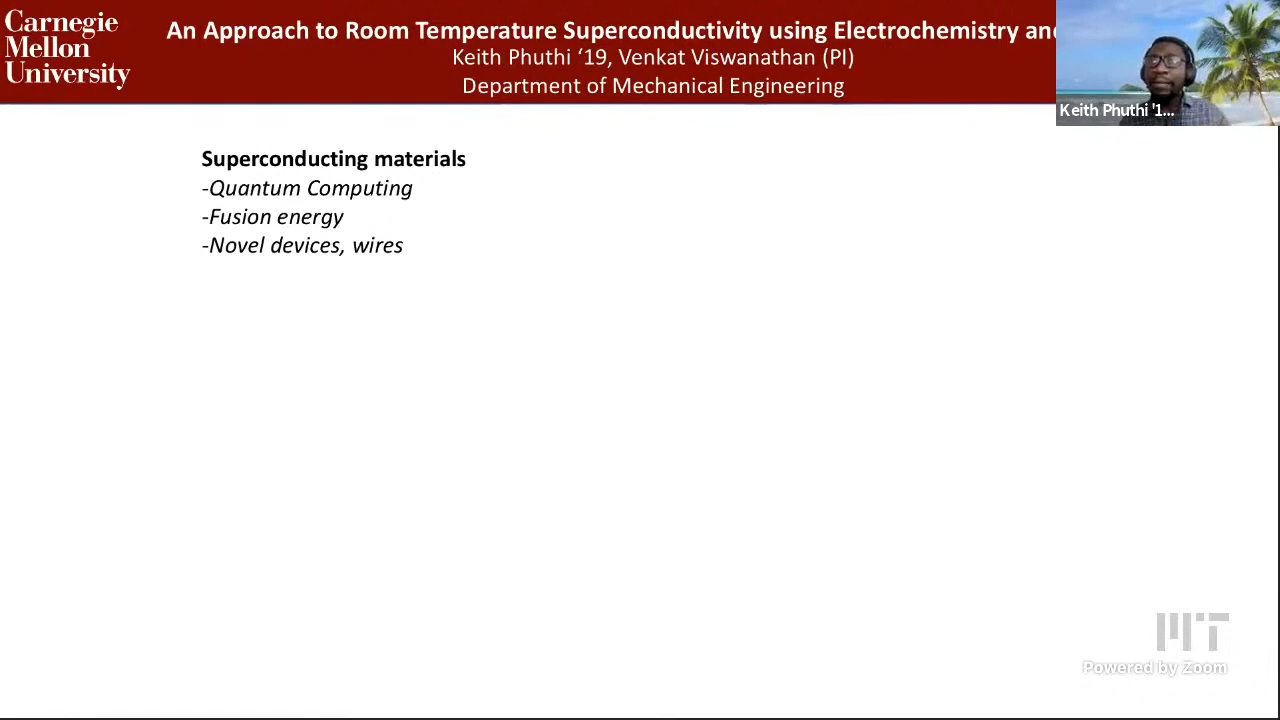 Carnegie
Mellon
University
An Approach to Room Temperature Superconductivity using Electrochemistry and
Keith Phuthi ‘19, Venkat Viswanathan (PI)
Department of Mechanical Engineering
Keith Phuthi '1...
Superconducting materials
-Quantum Computing
-Fusion energy
-Novel devices, wires
MIT
Powered by Zoom